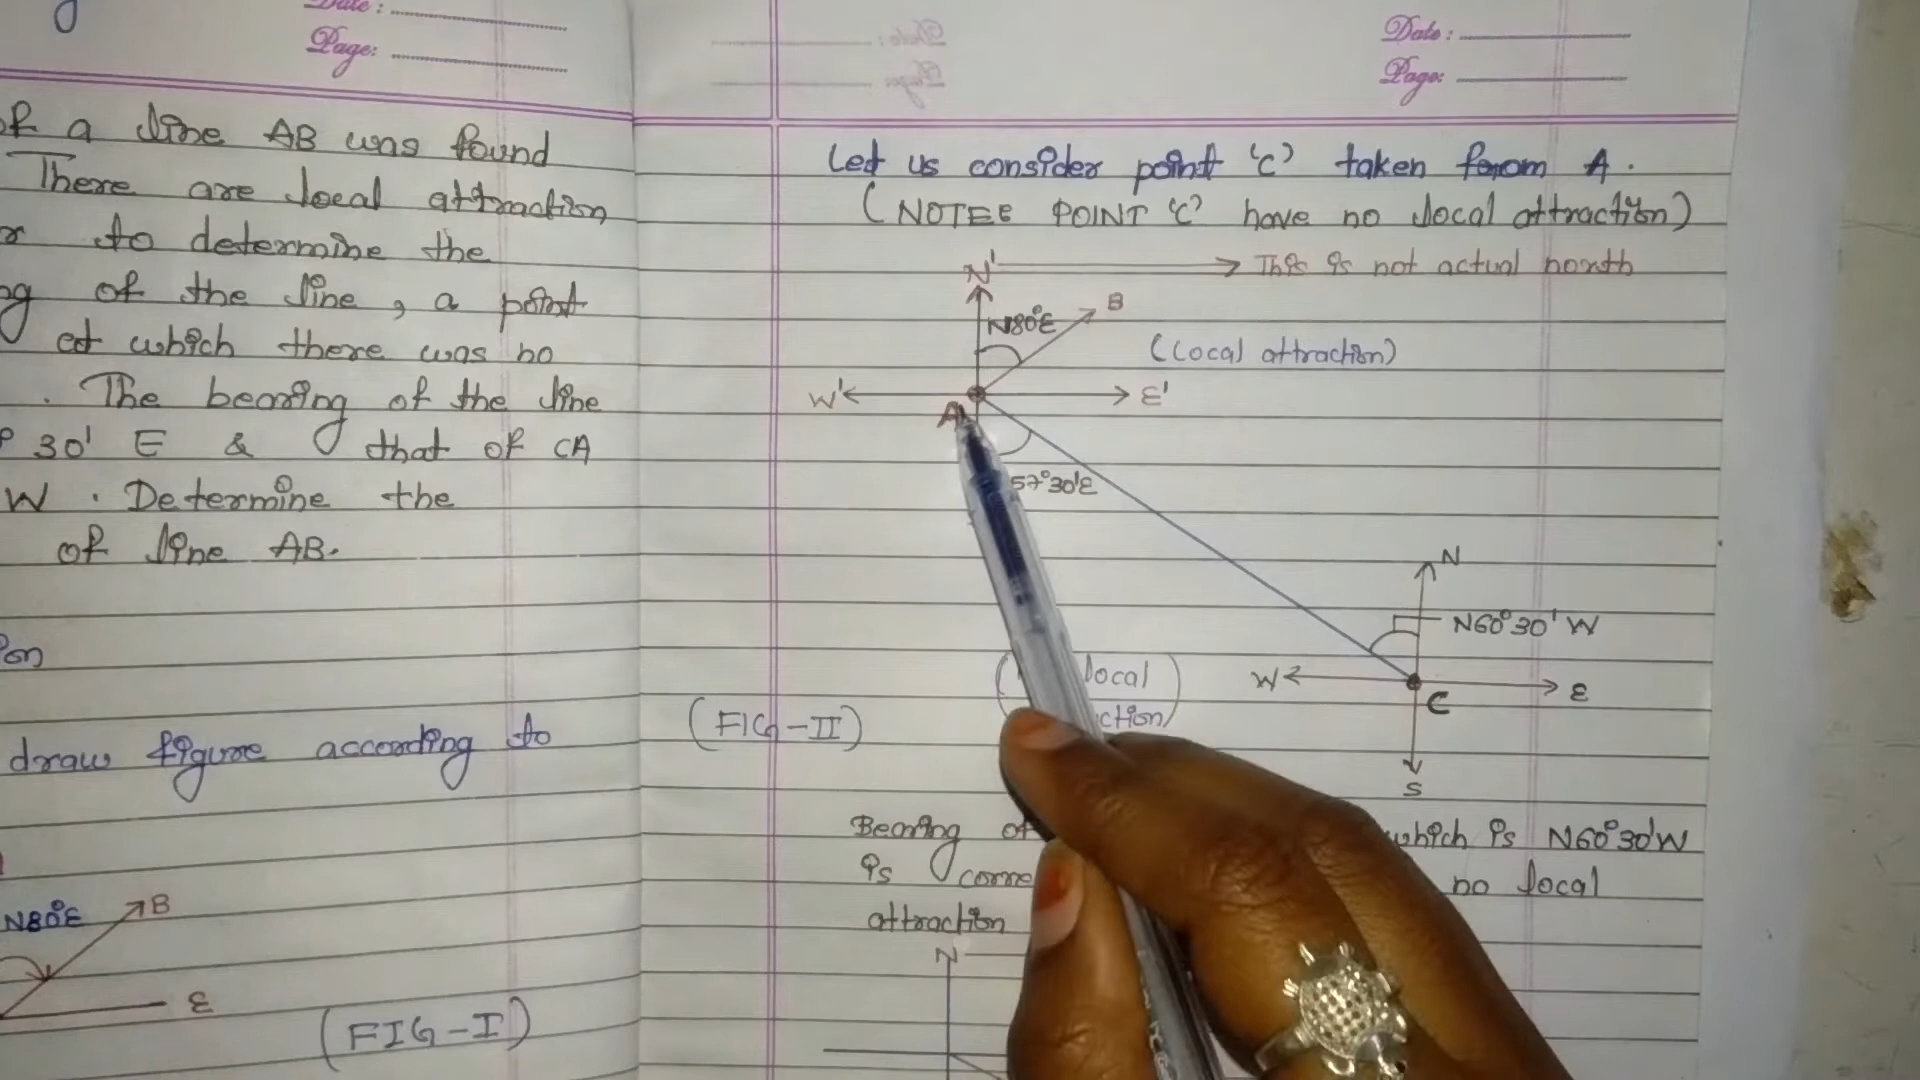 Date:
Page:
of a line AB was found
There are local attraction
to determine the
of the line, a point
at which there was no
. The bearing of the line
30' E & that of CA
W. Determine the
of line AB.
draw figure according to
N80°E
B
E
(FIG-I)
Date:
Page:
Let us consider point 'C' taken from A.
(NOTEE POINT 'C' have no local attraction)
N' → This is not actual north
N80°E
B
(Local attraction)
W'
E'
A
57°30'E
N
N60°30'W
W
E
C
S
local
(FIG-II)
Bearing of which is N60°30'W
is no local
attraction
N